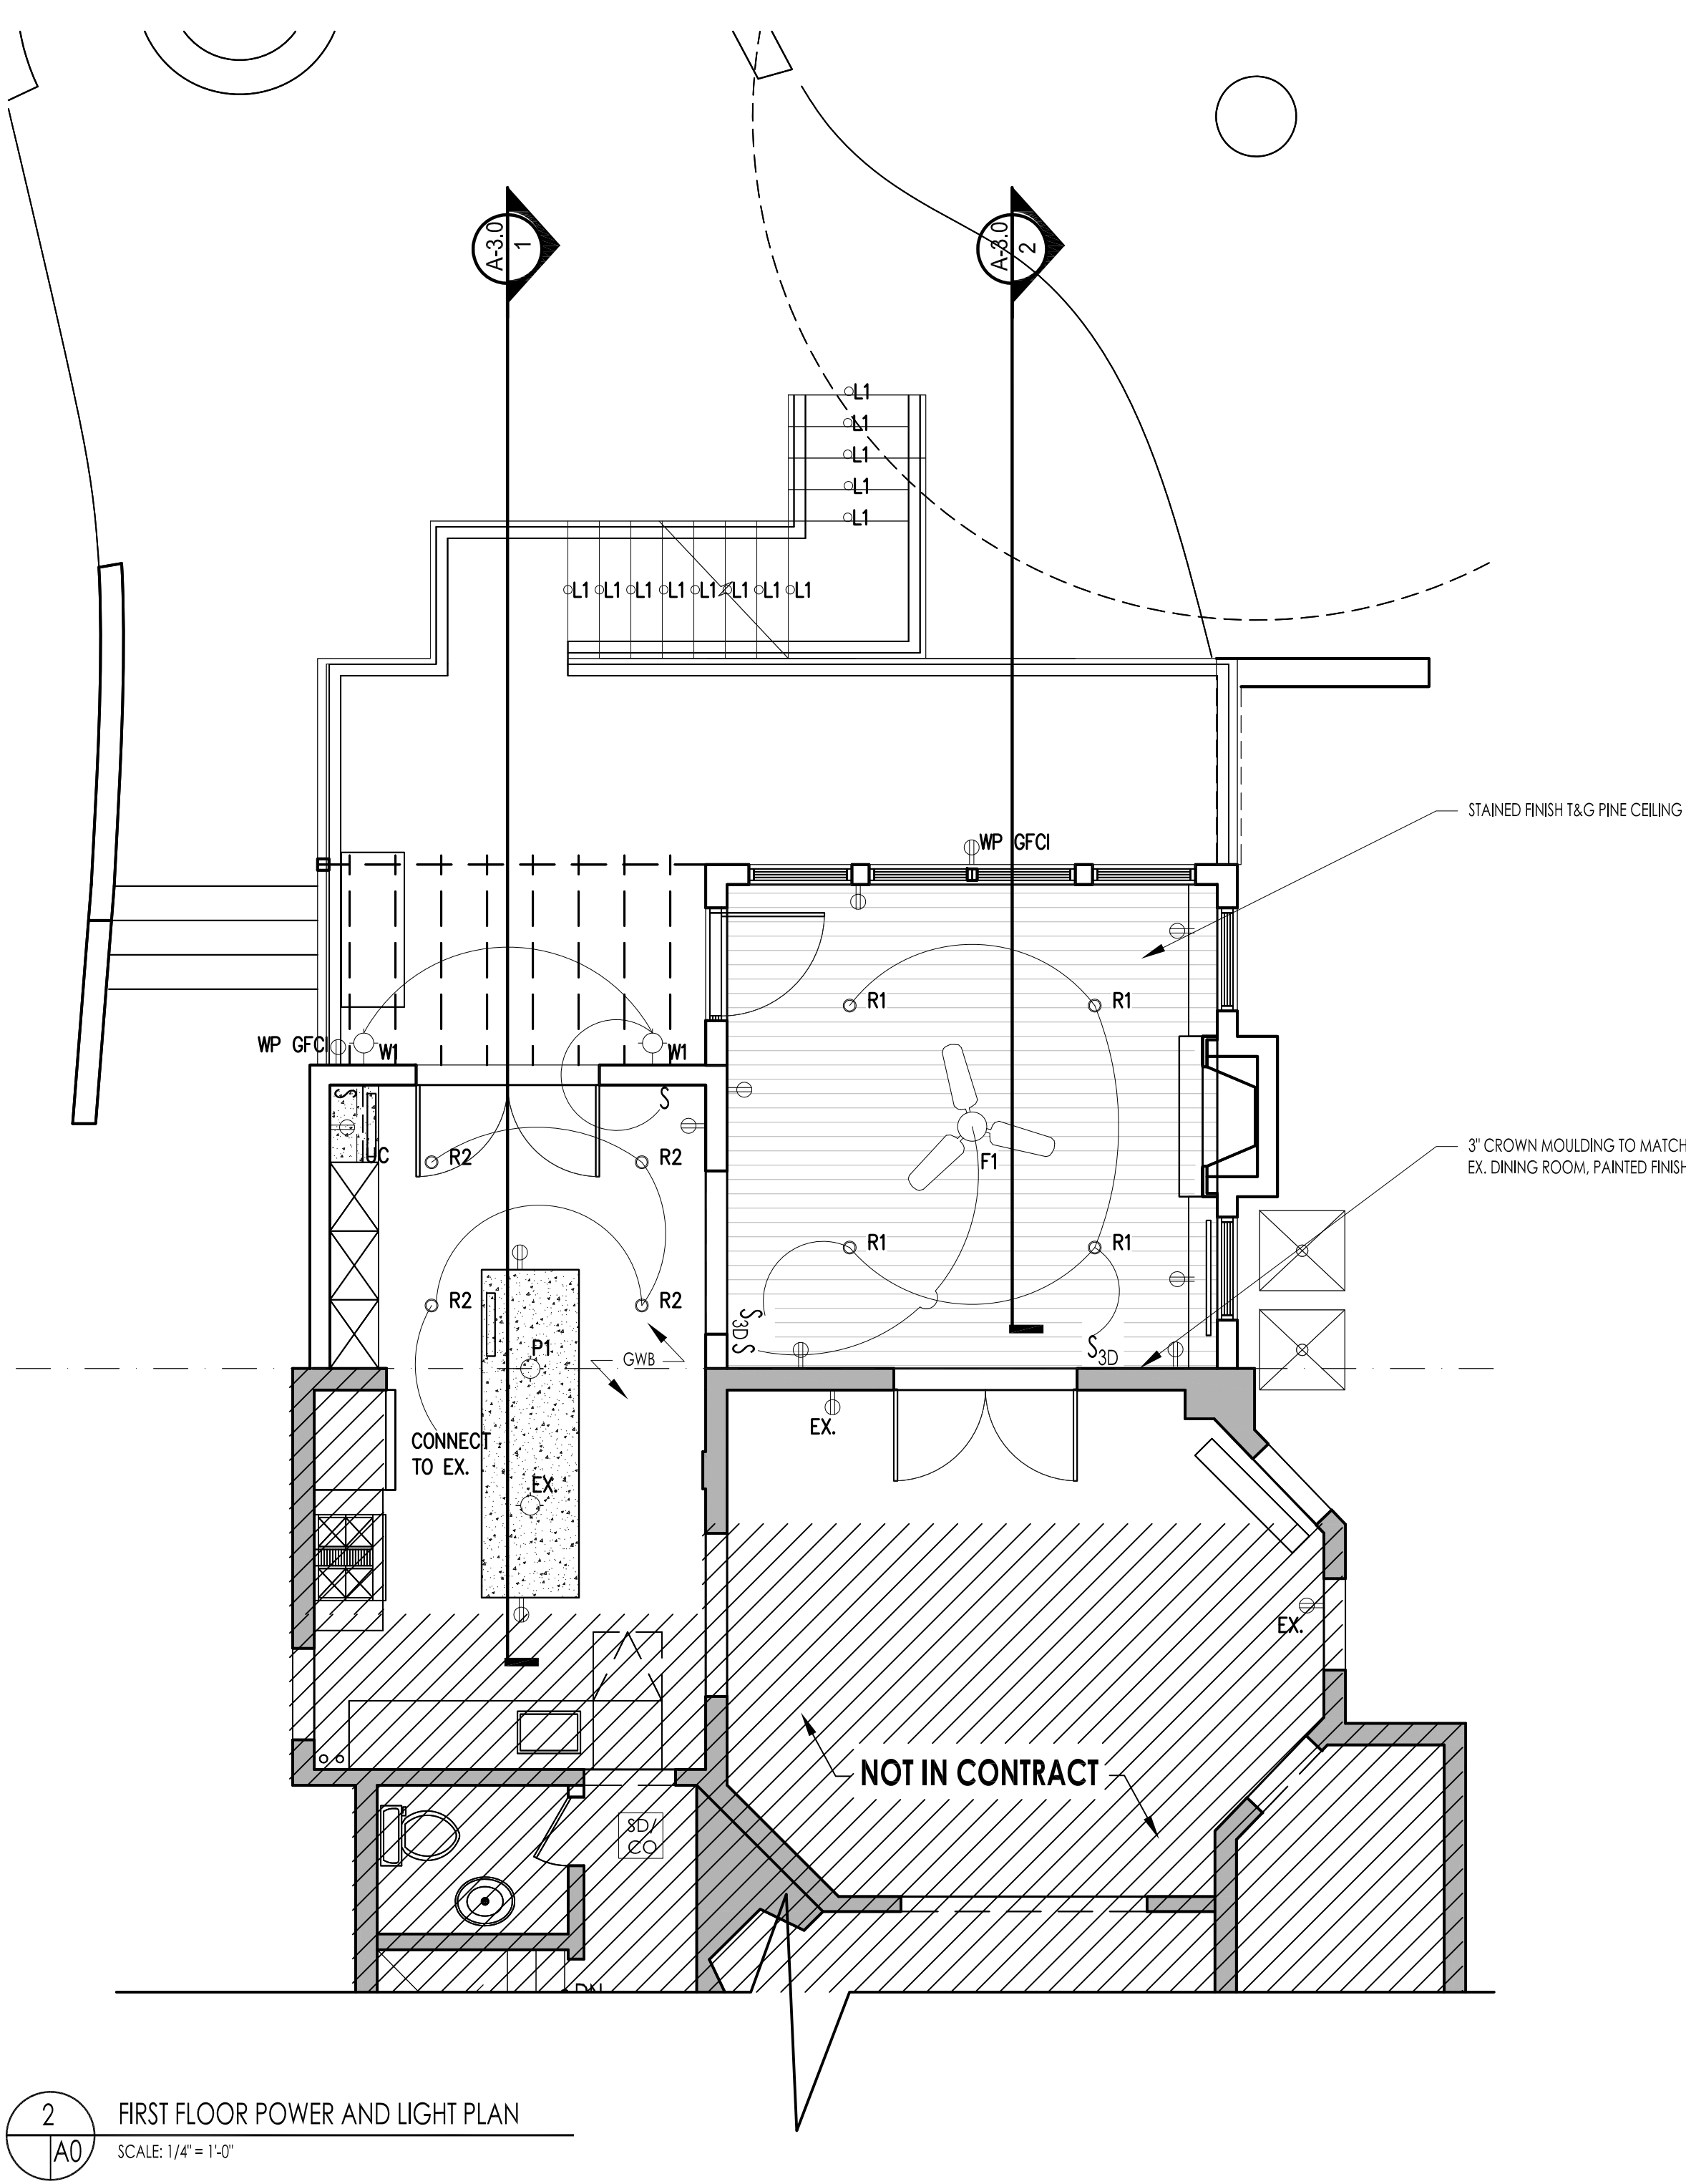 A-3.0
1
A-3.0
2
L1
L1
L1
L1
L1
L1 L1 L1 L1 L1 L1 L1 L1
STAINED FINISH T&G PINE CEILING
WP GFCI
R1 R1
WP GFCI W1 W1
S S
UC
R2 R2
F1
3" CROWN MOULDING TO MATCH
EX. DINING ROOM, PAINTED FINISH
R1 R1
R2 R2
S3D S
S3D
P1
GWB
EX.
CONNECT
TO EX.
EX.
EX.
NOT IN CONTRACT
SD/
CO
DN
2
A0
FIRST FLOOR POWER AND LIGHT PLAN
SCALE: 1/4" = 1'-0"